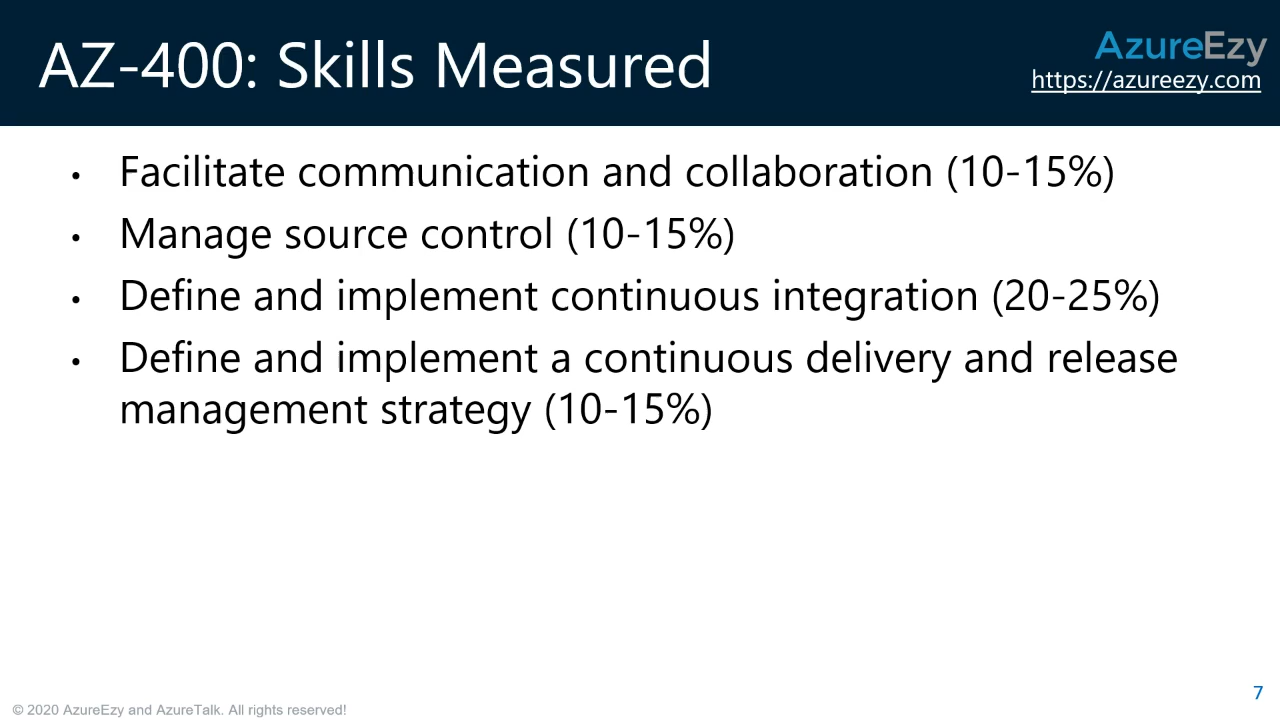 AZ-400: Skills Measured
AzureEzy
https://azureezy.com
• Facilitate communication and collaboration (10-15%)
• Manage source control (10-15%)
• Define and implement continuous integration (20-25%)
• Define and implement a continuous delivery and release
management strategy (10-15%)
7
© 2020 AzureEzy and AzureTalk. All rights reserved!